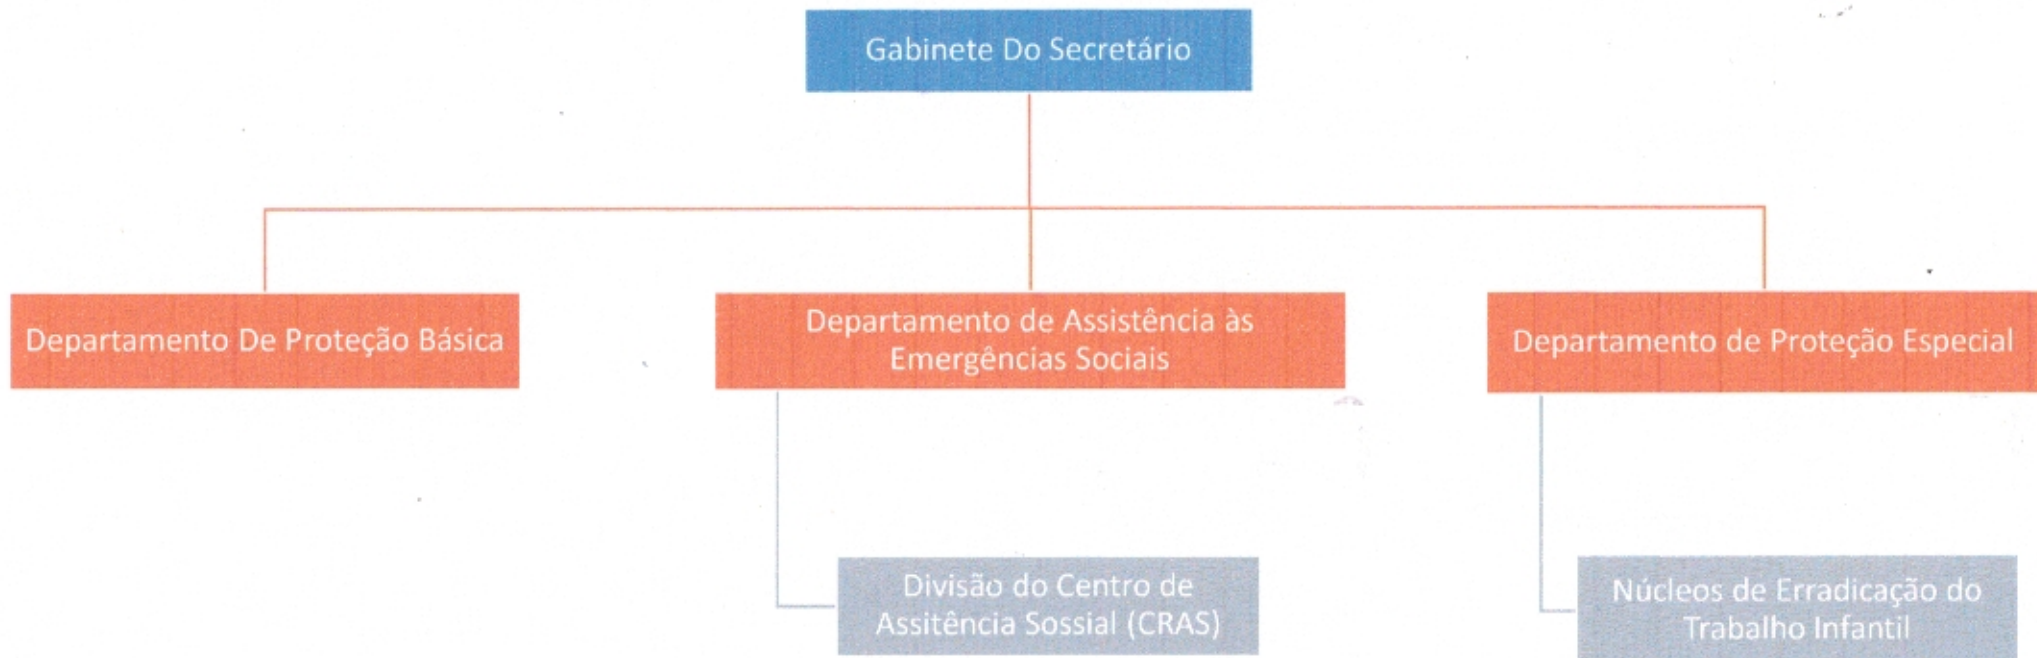 Gabinete Do Secretário
Departamento De Proteção Básica
Departamento de Assistência às
Emergências Sociais
Departamento de Proteção Especial
Divisão do Centro de
Assitência Sossial (CRAS)
Núcleos de Erradicação do
Trabalho Infantil